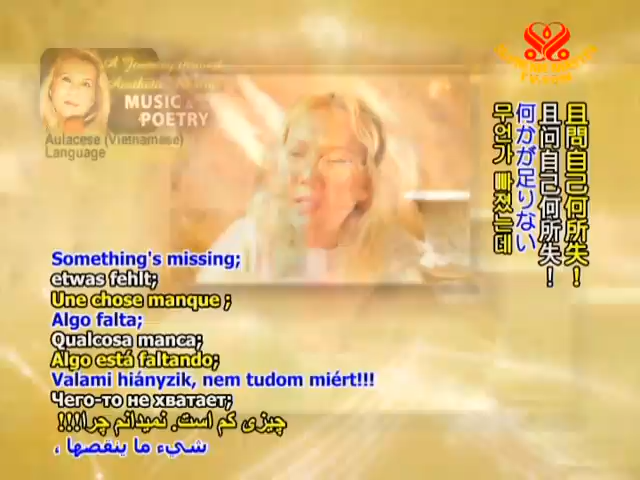 MUSIC &
POETRY
Aulacese (Vietnamese)
Language
且問自己何所失！
且问自己何所失！
何かが足りない
무언가 빠졌는데
Something's missing;
etwas fehlt;
Une chose manque ;
Algo falta;
Qualcosa manca;
Algo está faltando;
Valami hiányzik, nem tudom miért!!!
Чего-то не хватает;
چیزی کم است. نمیدانم چرا!!!
شيء ما ينقصها ،